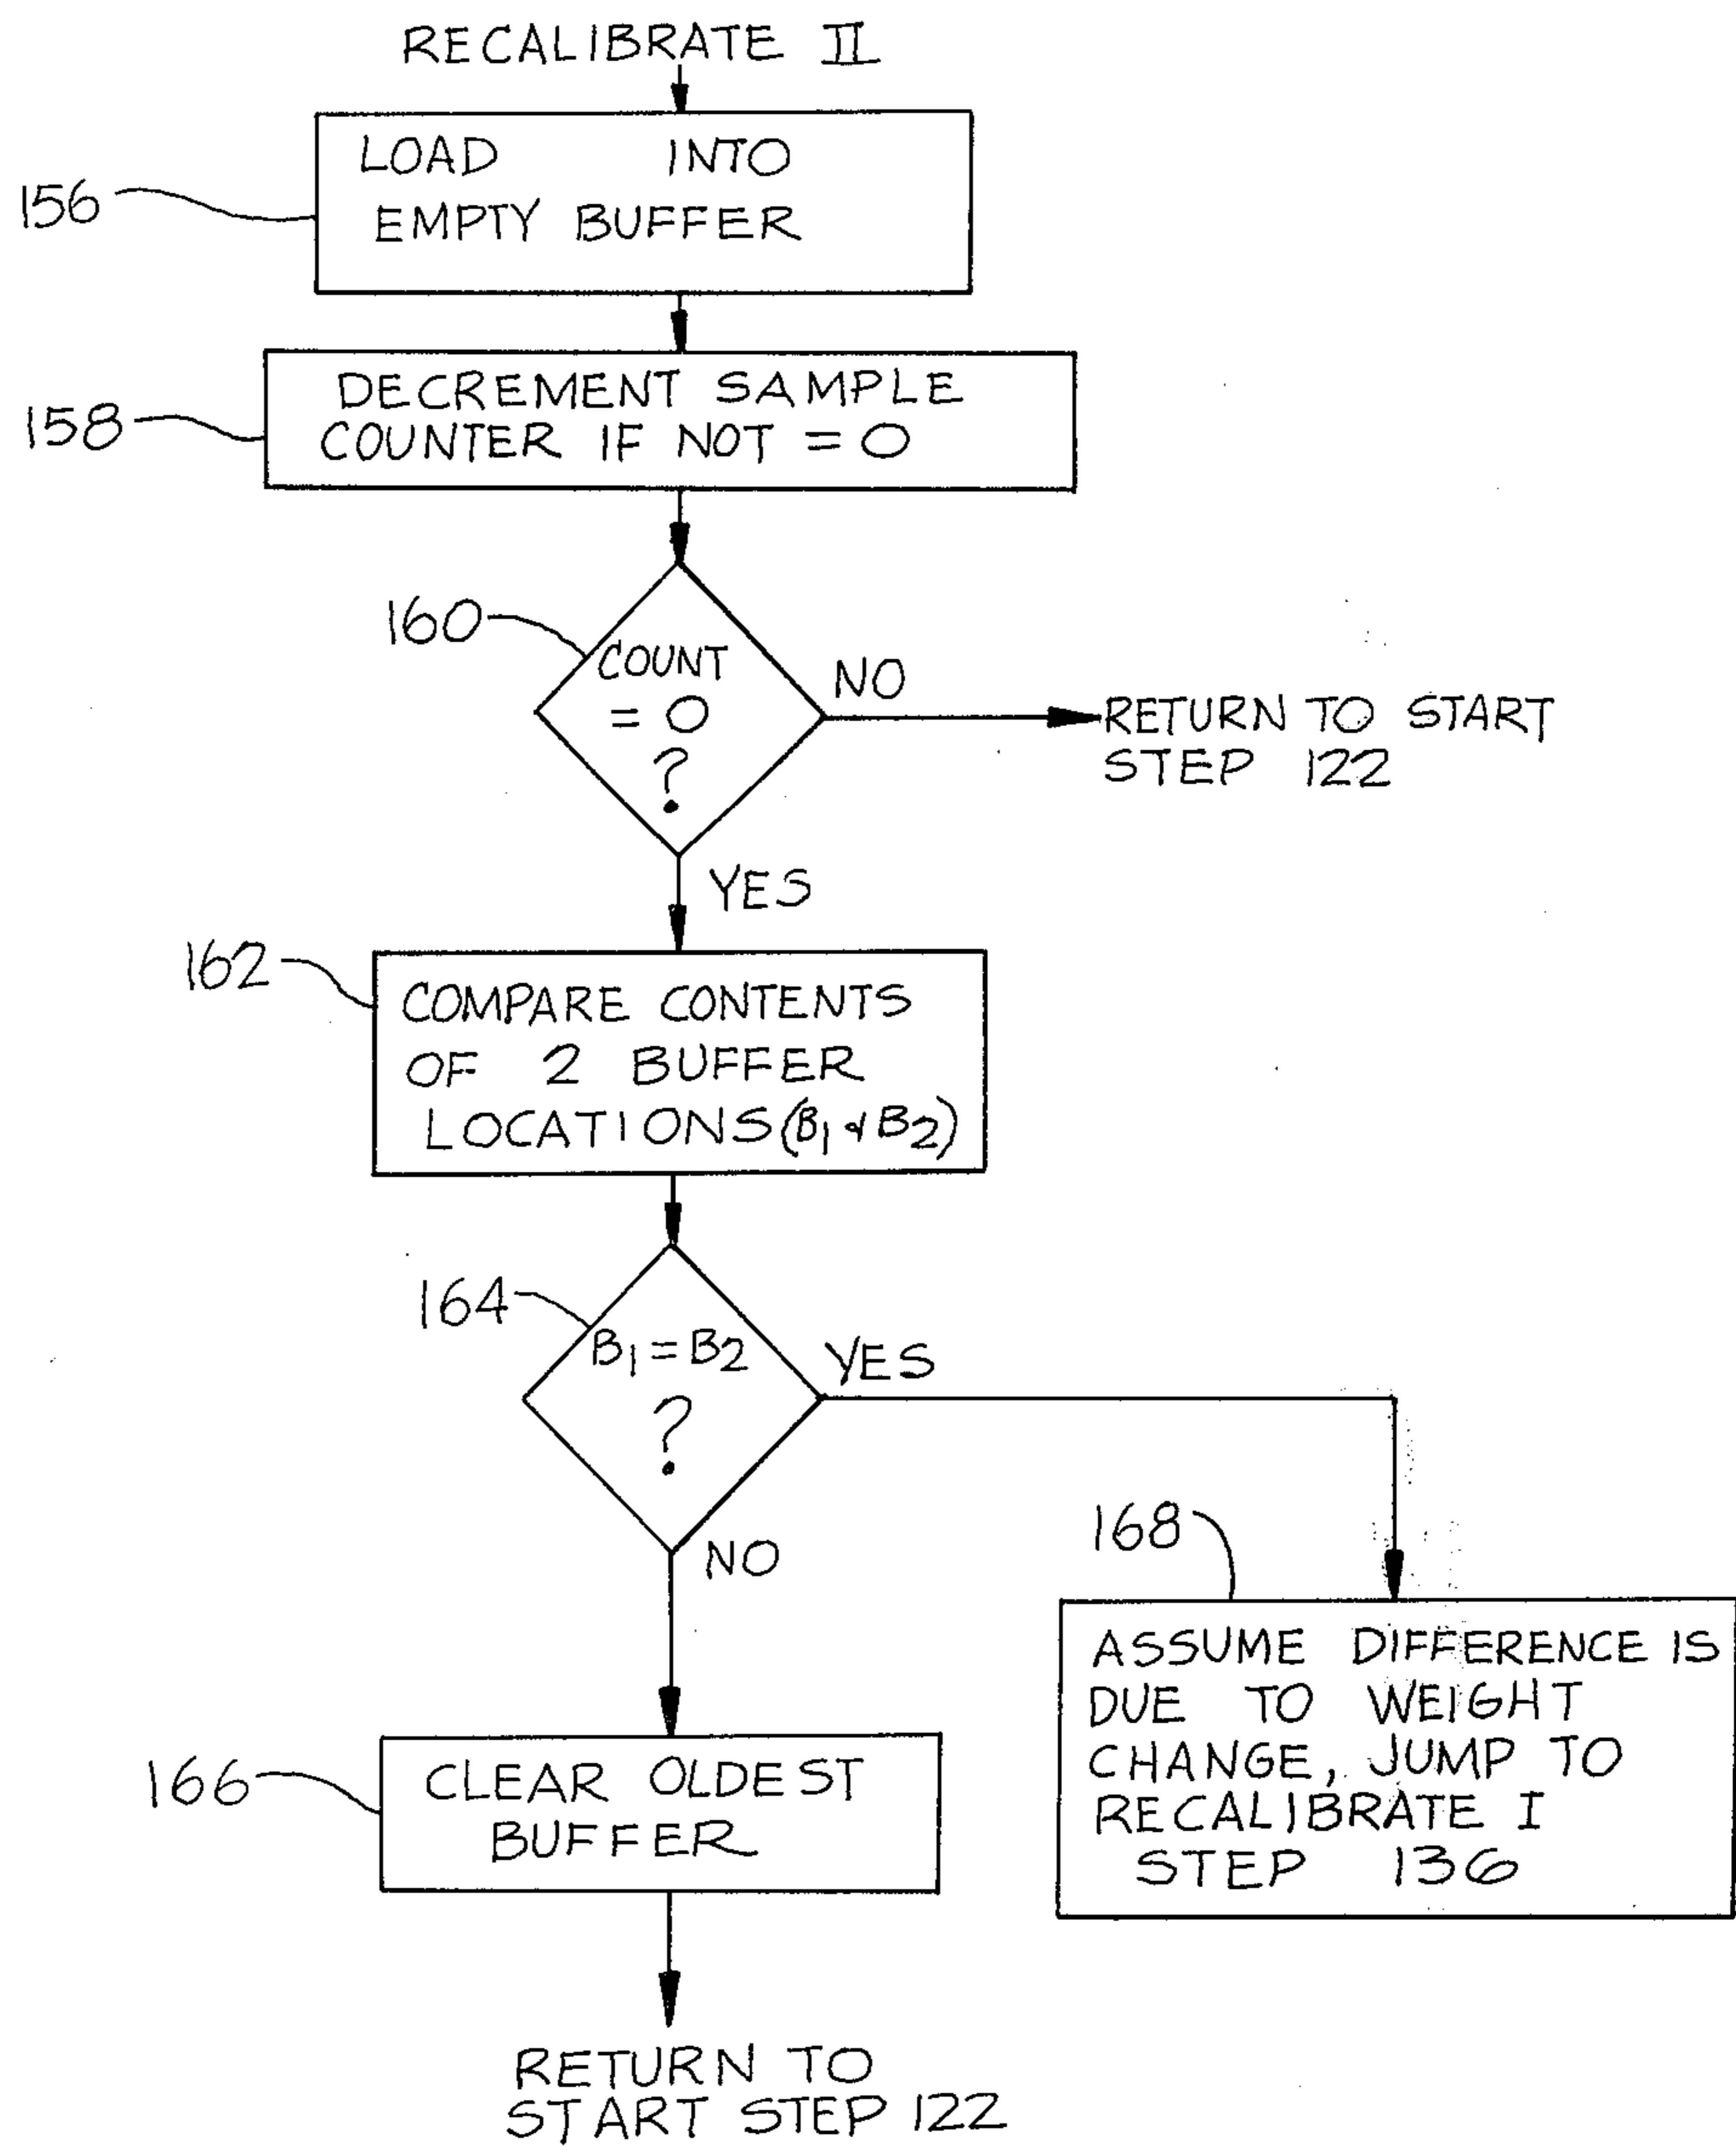 RECALIBRATE II
LOAD INTO
EMPTY BUFFER
156
DECREMENT SAMPLE
COUNTER IF NOT = 0
158
160
COUNT
= 0
?
NO
RETURN TO START
STEP 122
YES
162
COMPARE CONTENTS
OF 2 BUFFER
LOCATIONS (B1 & B2)
164
B1 = B2
?
YES
NO
168
ASSUME DIFFERENCE IS
DUE TO WEIGHT
CHANGE, JUMP TO
RECALIBRATE I
STEP 136
166
CLEAR OLDEST
BUFFER
RETURN TO
START STEP 122